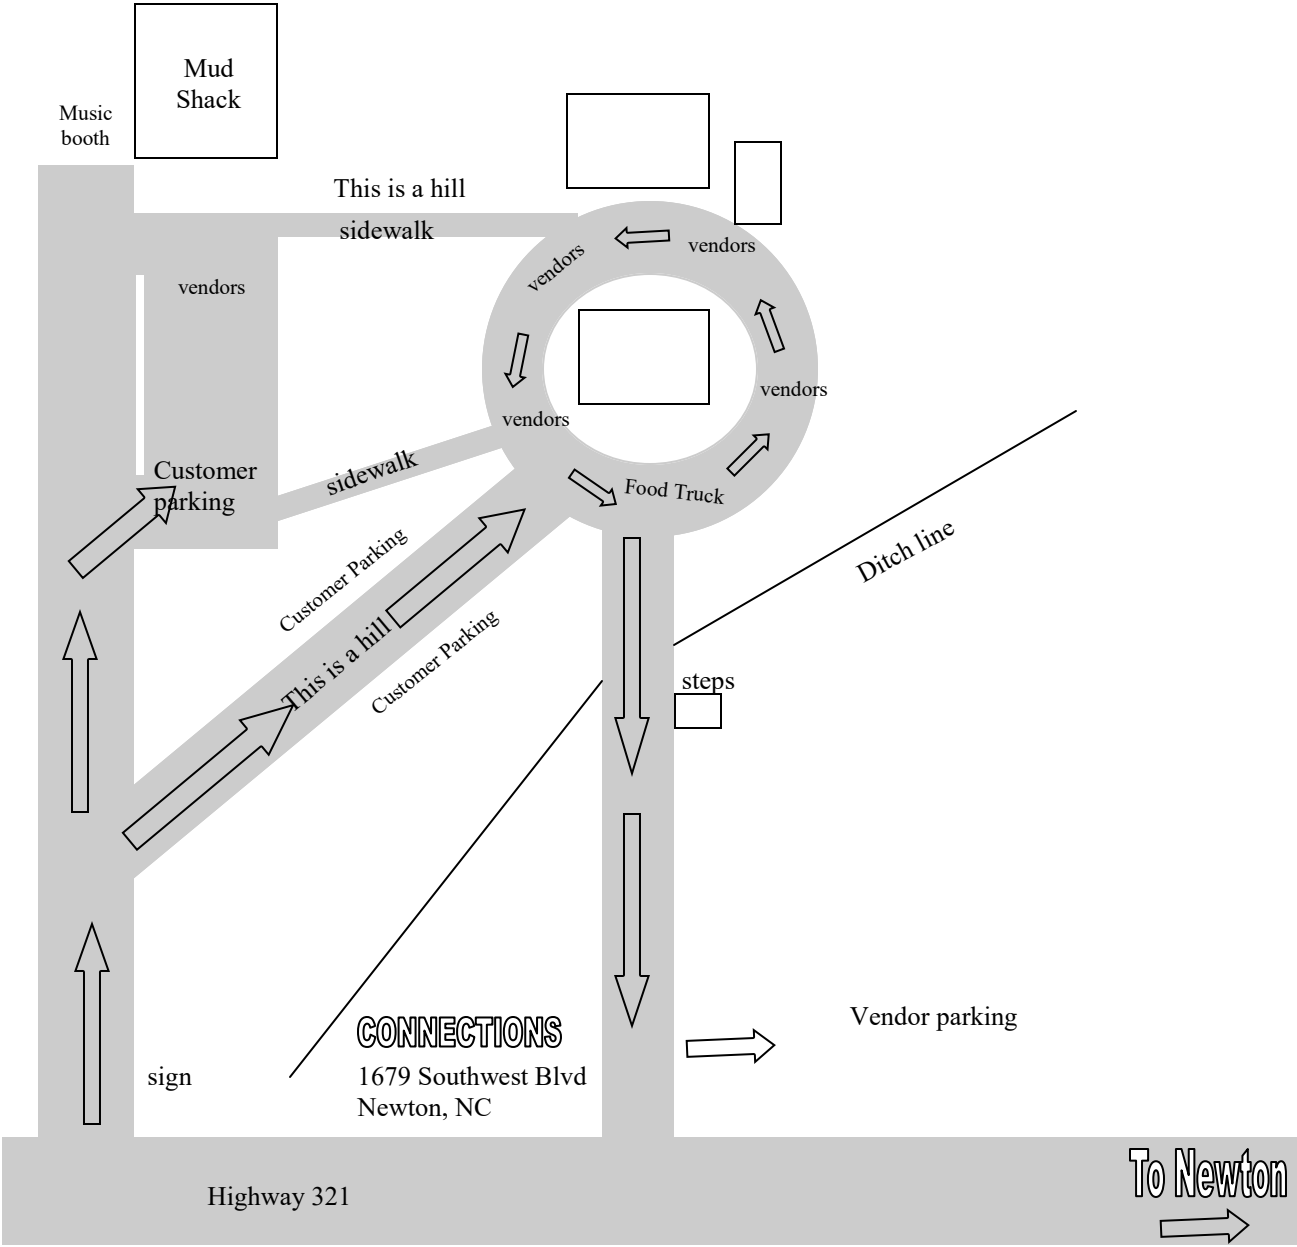 Mud
Shack
Music
booth
This is a hill
sidewalk
vendors
vendors
vendors
vendors
vendors
Customer
parking
sidewalk
Food Truck
Customer Parking
This is a hill
Customer Parking
Ditch line
steps
Vendor parking
CONNECTIONS
1679 Southwest Blvd
Newton, NC
sign
Highway 321
To Newton